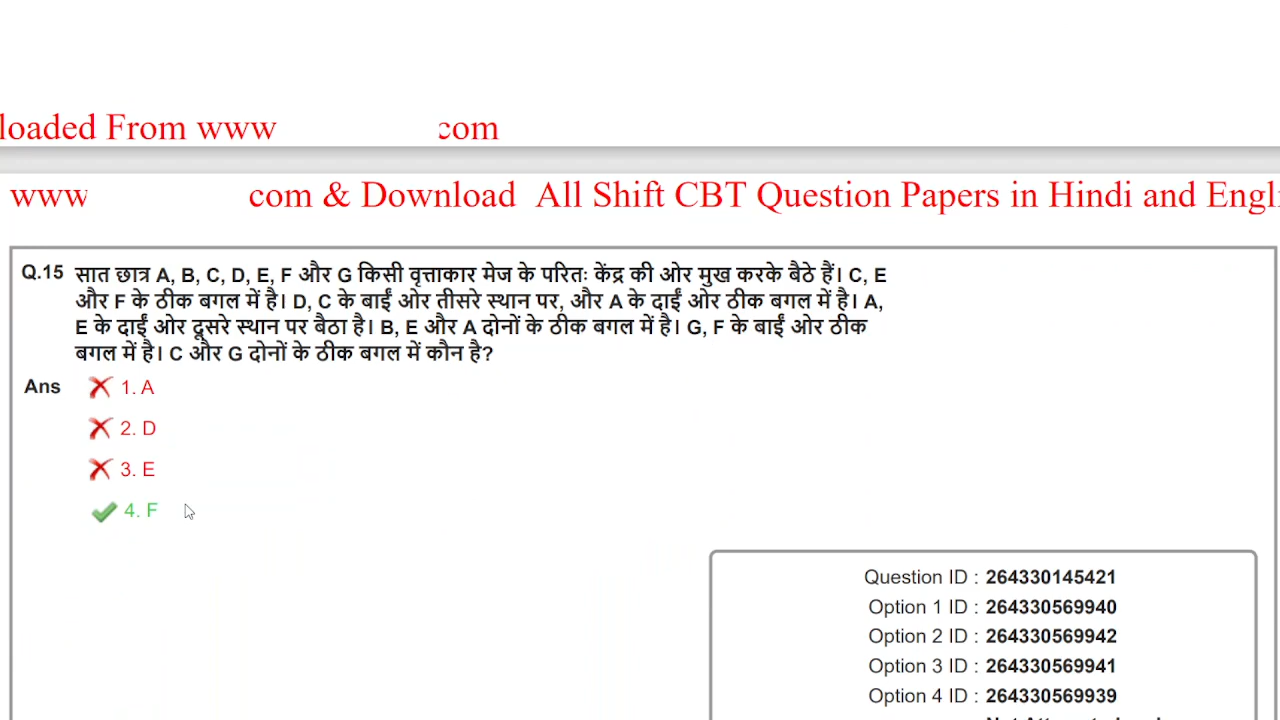 loaded From www com
www com & Download All Shift CBT Question Papers in Hindi and Engli
Q.15 सात छात्र A, B, C, D, E, F और G किसी वृत्ताकार मेज के परितः केंद्र की ओर मुख करके बैठे हैं। C, E
और F के ठीक बगल में है। D, C के बाईं ओर तीसरे स्थान पर, और A के दाईं ओर ठीक बगल में है। A,
E के दाईं ओर दूसरे स्थान पर बैठा है। B, E और A दोनों के ठीक बगल में है। G, F के बाईं ओर ठीक
बगल में है। C और G दोनों के ठीक बगल में कौन है?
Ans 1. A
2. D
3. E
4. F
Question ID : 264330145421
Option 1 ID : 264330569940
Option 2 ID : 264330569942
Option 3 ID : 264330569941
Option 4 ID : 264330569939